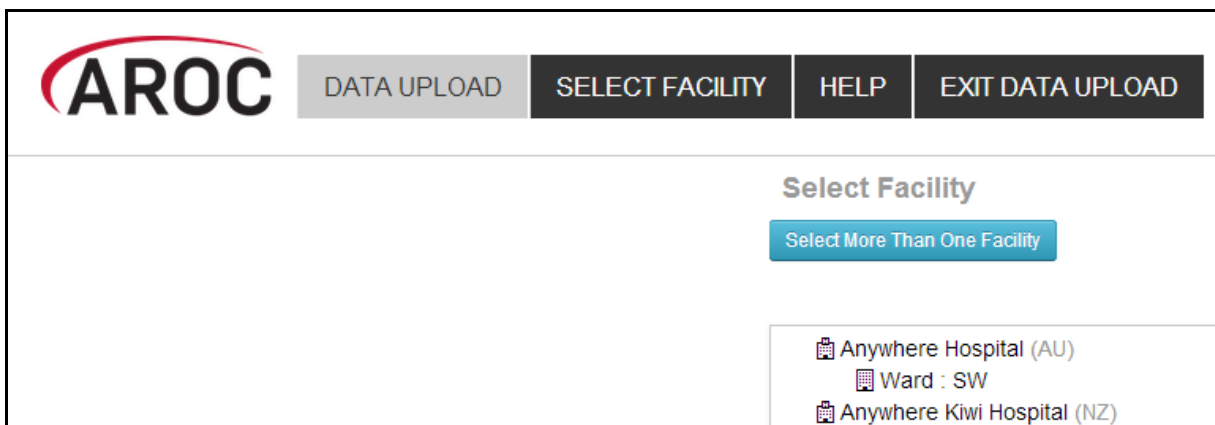 AROC DATA UPLOAD SELECT FACILITY HELP EXIT DATA UPLOAD
Select Facility
Select More Than One Facility
Anywhere Hospital (AU)
Ward : SW
Anywhere Kiwi Hospital (NZ)